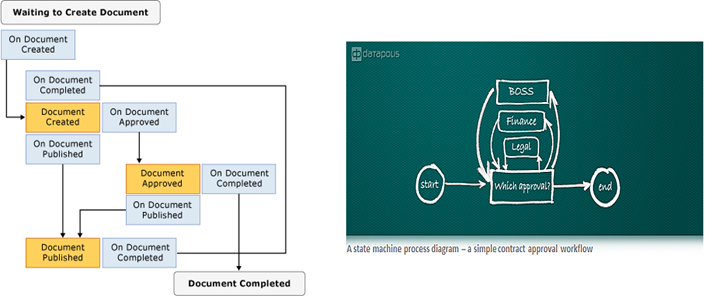 Waiting to Create Document
On Document
Created
On Document
Completed
Document
Created
On Document
Approved
On Document
Published
Document
Approved
On Document
Completed
On Document
Published
Document
Published
On Document
Completed
Document Completed
datapolis
BOSS
Finance
Legal
start
Which approval?
end
A state machine process diagram – a simple contract approval workflow